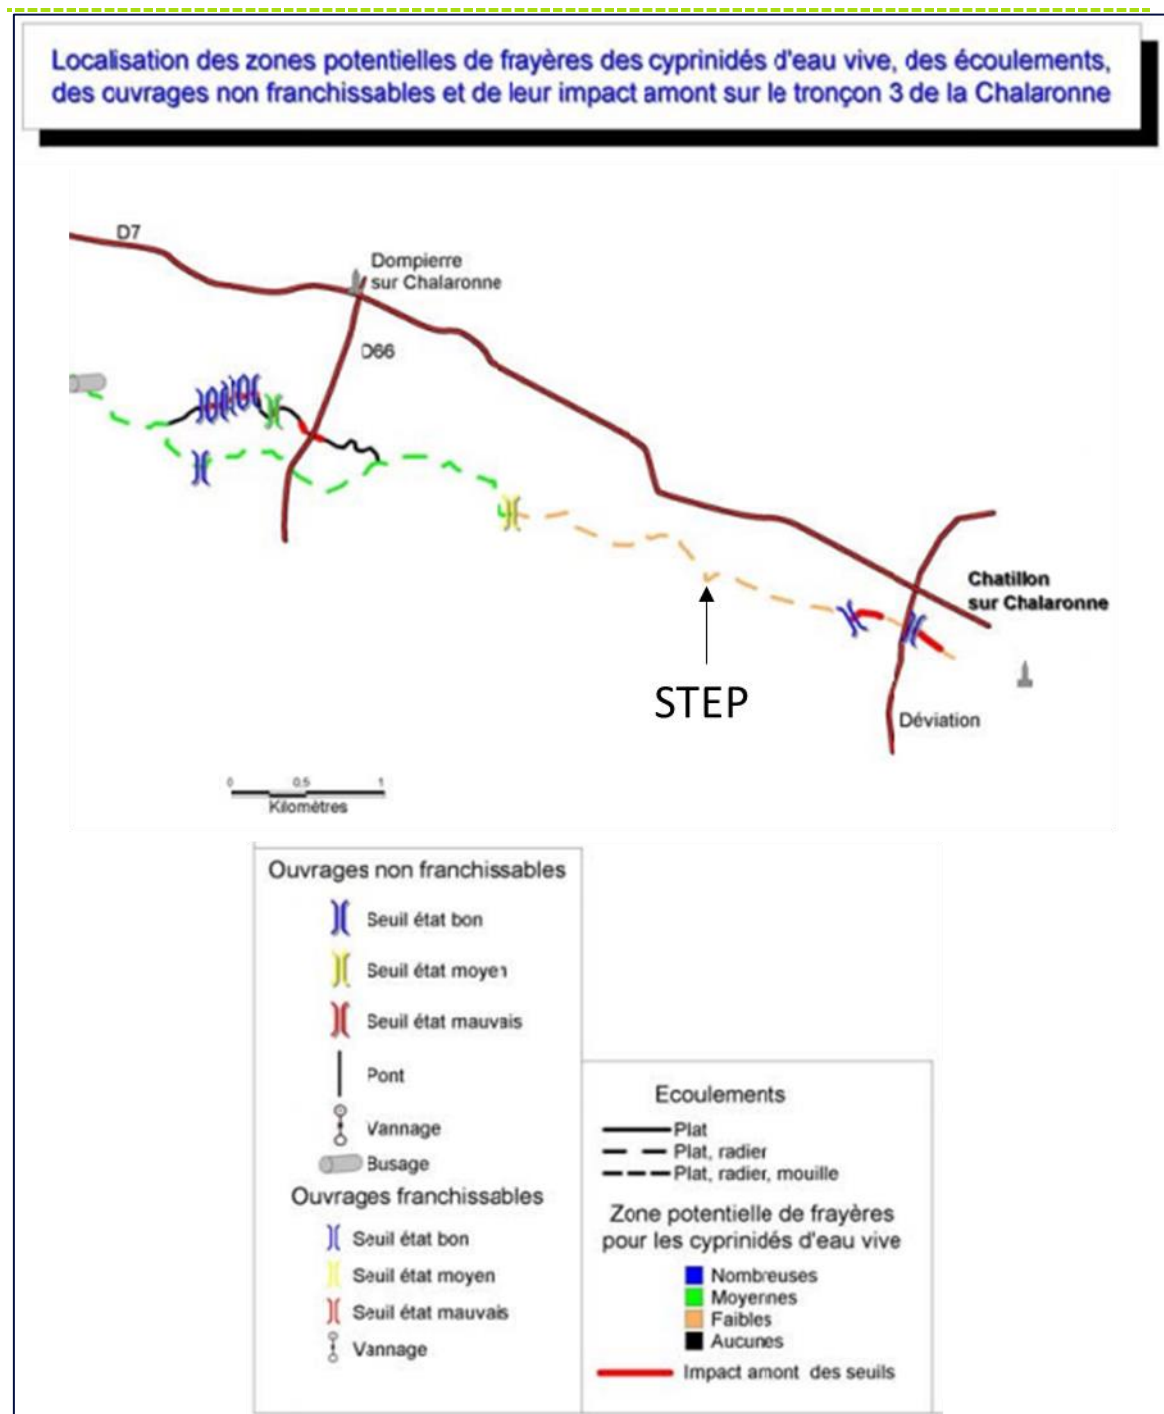 Localisation des zones potentielles de frayères des cyprinidés d'eau vive, des écoulements,
des ouvrages non franchissables et de leur impact amont sur le tronçon 3 de la Chalaronne
D7
Dompierre
sur Chalaronne
D66
Chatillon
sur Chalaronne
STEP
Déviation
0 0,5 1
Kilomètres
Ouvrages non franchissables
Seuil état bon
Seuil état moyen
Seuil état mauvais
Pont
Vannage
Busage
Ouvrages franchissables
Seuil état bon
Seuil état moyen
Seuil état mauvais
Vannage
Ecoulements
Plat
Plat, radier
Plat, radier, mouille
Zone potentielle de frayères
pour les cyprinidés d'eau vive
Nombreuses
Moyennes
Faibles
Aucunes
Impact amont des seuils